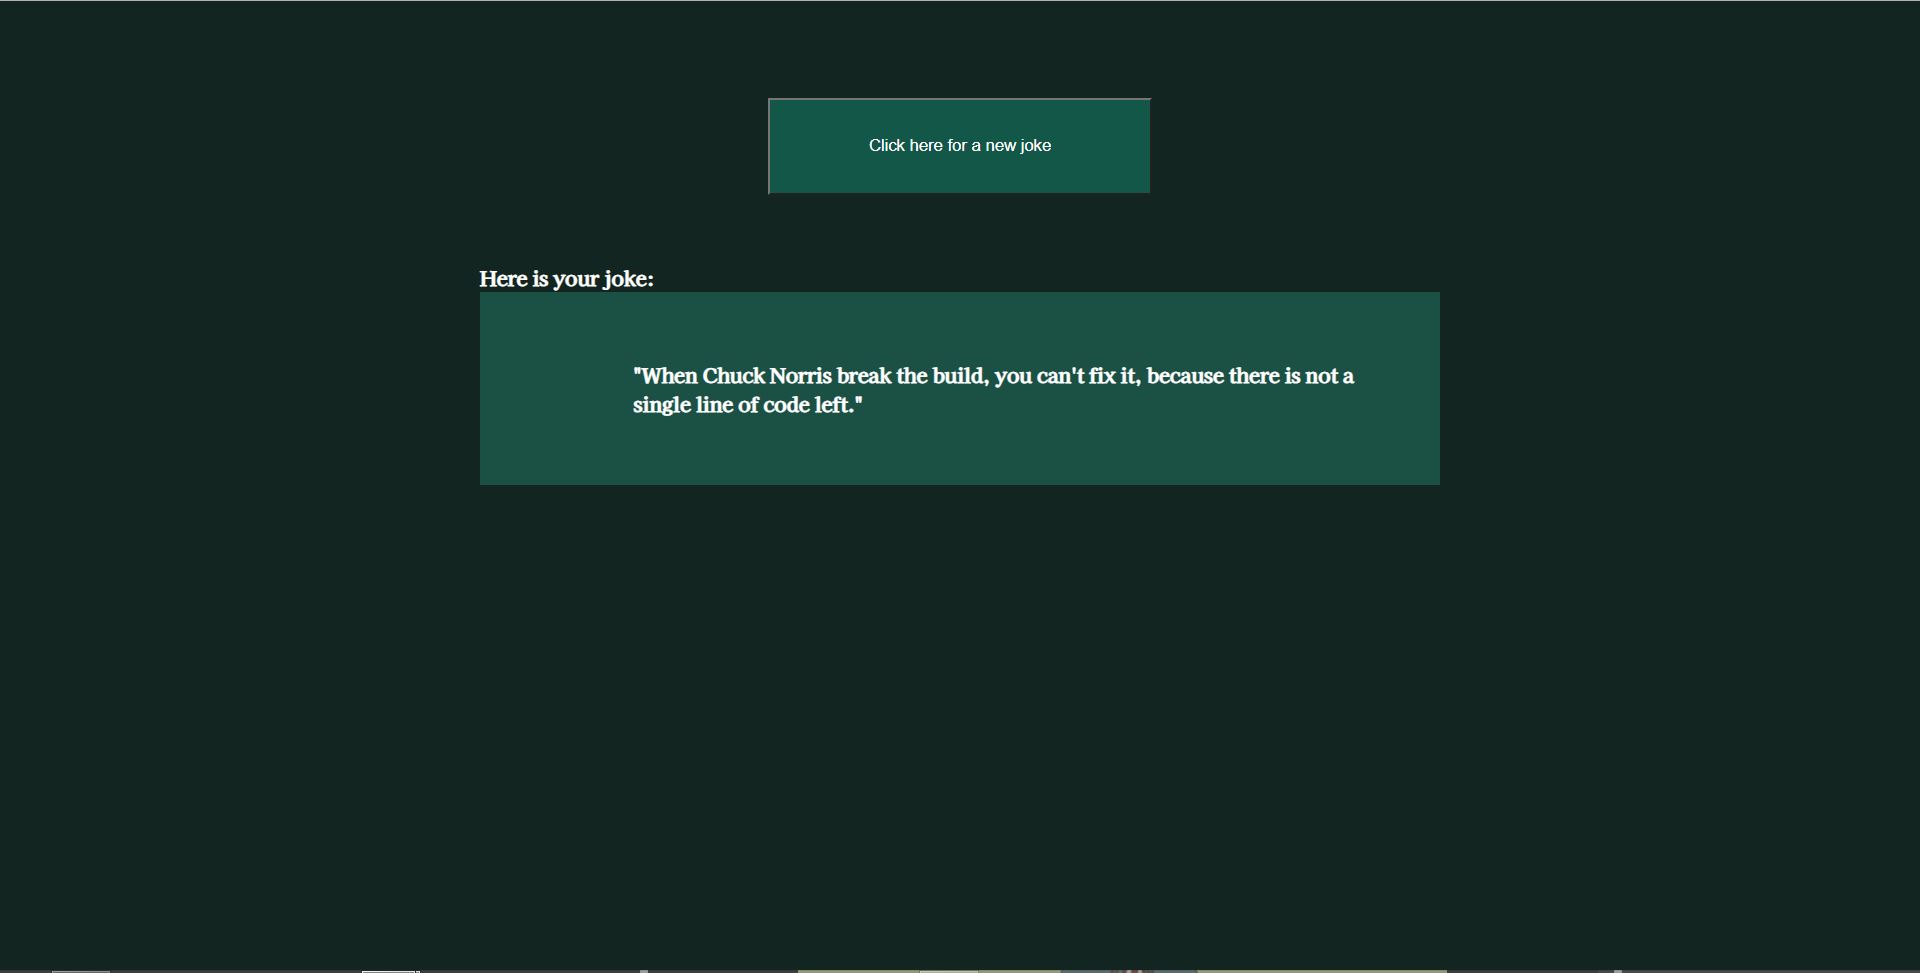 Click here for a new joke
Here is your joke:
"When Chuck Norris break the build, you can't fix it, because there is not a
single line of code left."